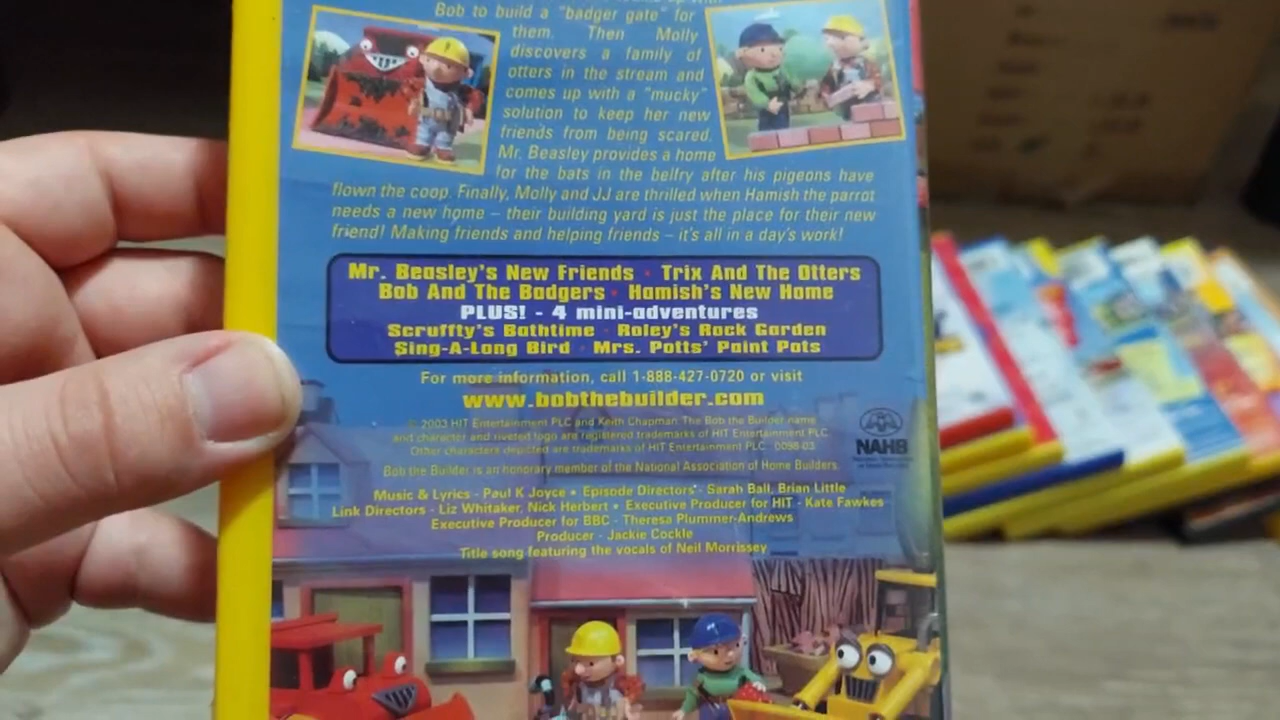 Bob to build a "badger gate" for
them. Then Molly
discovers a family of
otters in the stream and
comes up with a "mucky"
solution to keep her new
friends from being scared.
Mr. Beasley provides a home
for the bats in the belfry after his pigeons have
flown the coop. Finally, Molly and JJ are thrilled when Hamish the parrot
needs a new home – their building yard is just the place for their new
friend! Making friends and helping friends – it's all in a day's work!
Mr. Beasley's New Friends • Trix And The Otters
Bob And The Badgers • Hamish's New Home
PLUS! - 4 mini-adventures
Scruffty's Bathtime • Roley's Rock Garden
Sing-A-Long Bird • Mrs. Potts' Paint Pots
For more information, call 1-888-427-0720 or visit
www.bobthebuilder.com
© 2003 HIT Entertainment PLC and Keith Chapman. The Bob the Builder name
and character and riveted logo are registered trademarks of HIT Entertainment PLC.
Other characters depicted are trademarks of HIT Entertainment PLC. 0098-03
NAHB
Bob the Builder is an honorary member of the National Association of Home Builders.
Music & Lyrics - Paul K Joyce • Episode Directors - Sarah Ball, Brian Little
Link Directors - Liz Whitaker, Nick Herbert • Executive Producer for HIT - Kate Fawkes
Executive Producer for BBC - Theresa Plummer-Andrews
Producer - Jackie Cockle
Title song featuring the vocals of Neil Morrissey